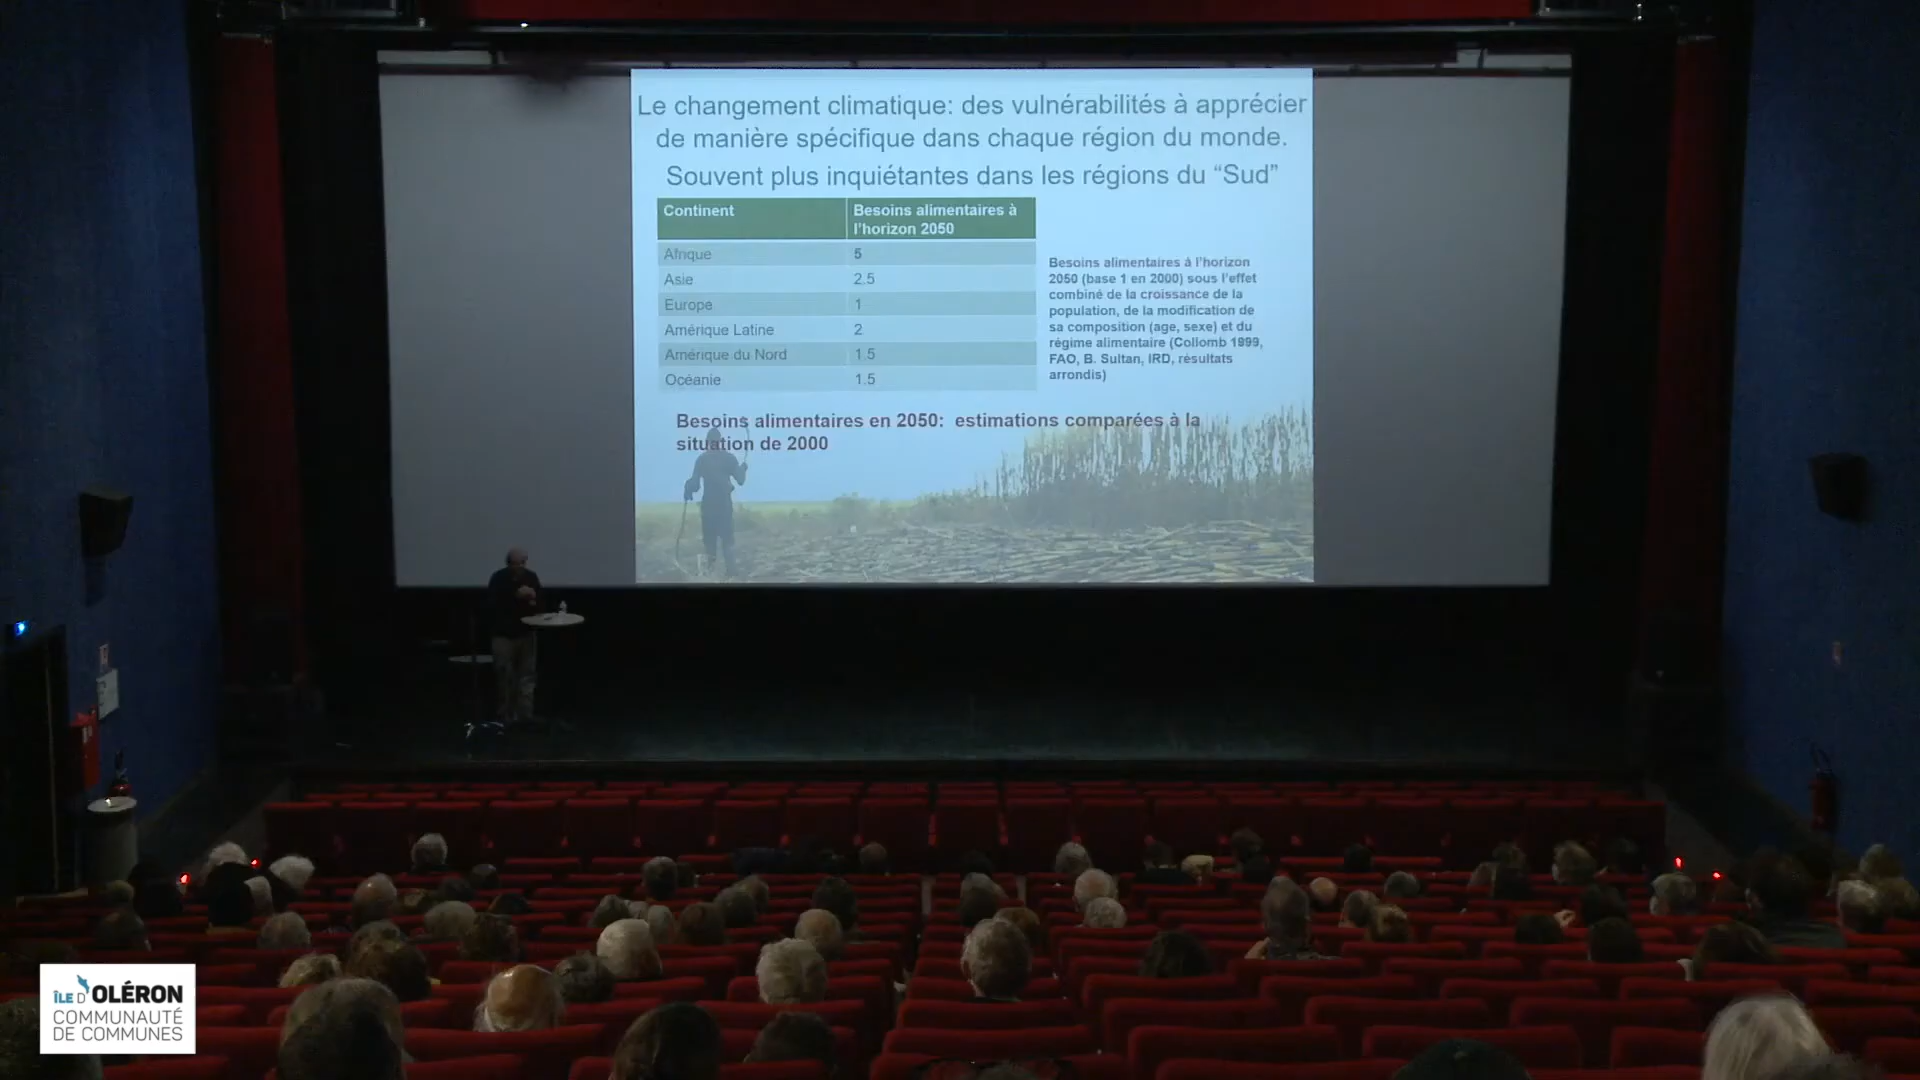 Le changement climatique: des vulnérabilités à apprécier
de manière spécifique dans chaque région du monde.
Souvent plus inquiétantes dans les régions du “Sud”
Continent Besoins alimentaires à
l'horizon 2050
Afrique 5
Asie 2.5
Europe 1
Amérique Latine 2
Amérique du Nord 1.5
Océanie 1.5
Besoins alimentaires à l'horizon
2050 (base 1 en 2000) sous l'effet
combiné de la croissance de la
population, de la modification de
sa composition (age, sexe) et du
régime alimentaire (Collomb 1999,
FAO, B. Sultan, IRD, résultats
arrondis)
Besoins alimentaires en 2050: estimations comparées à la
situation de 2000
ÎLE D'OLÉRON
COMMUNAUTÉ
DE COMMUNES